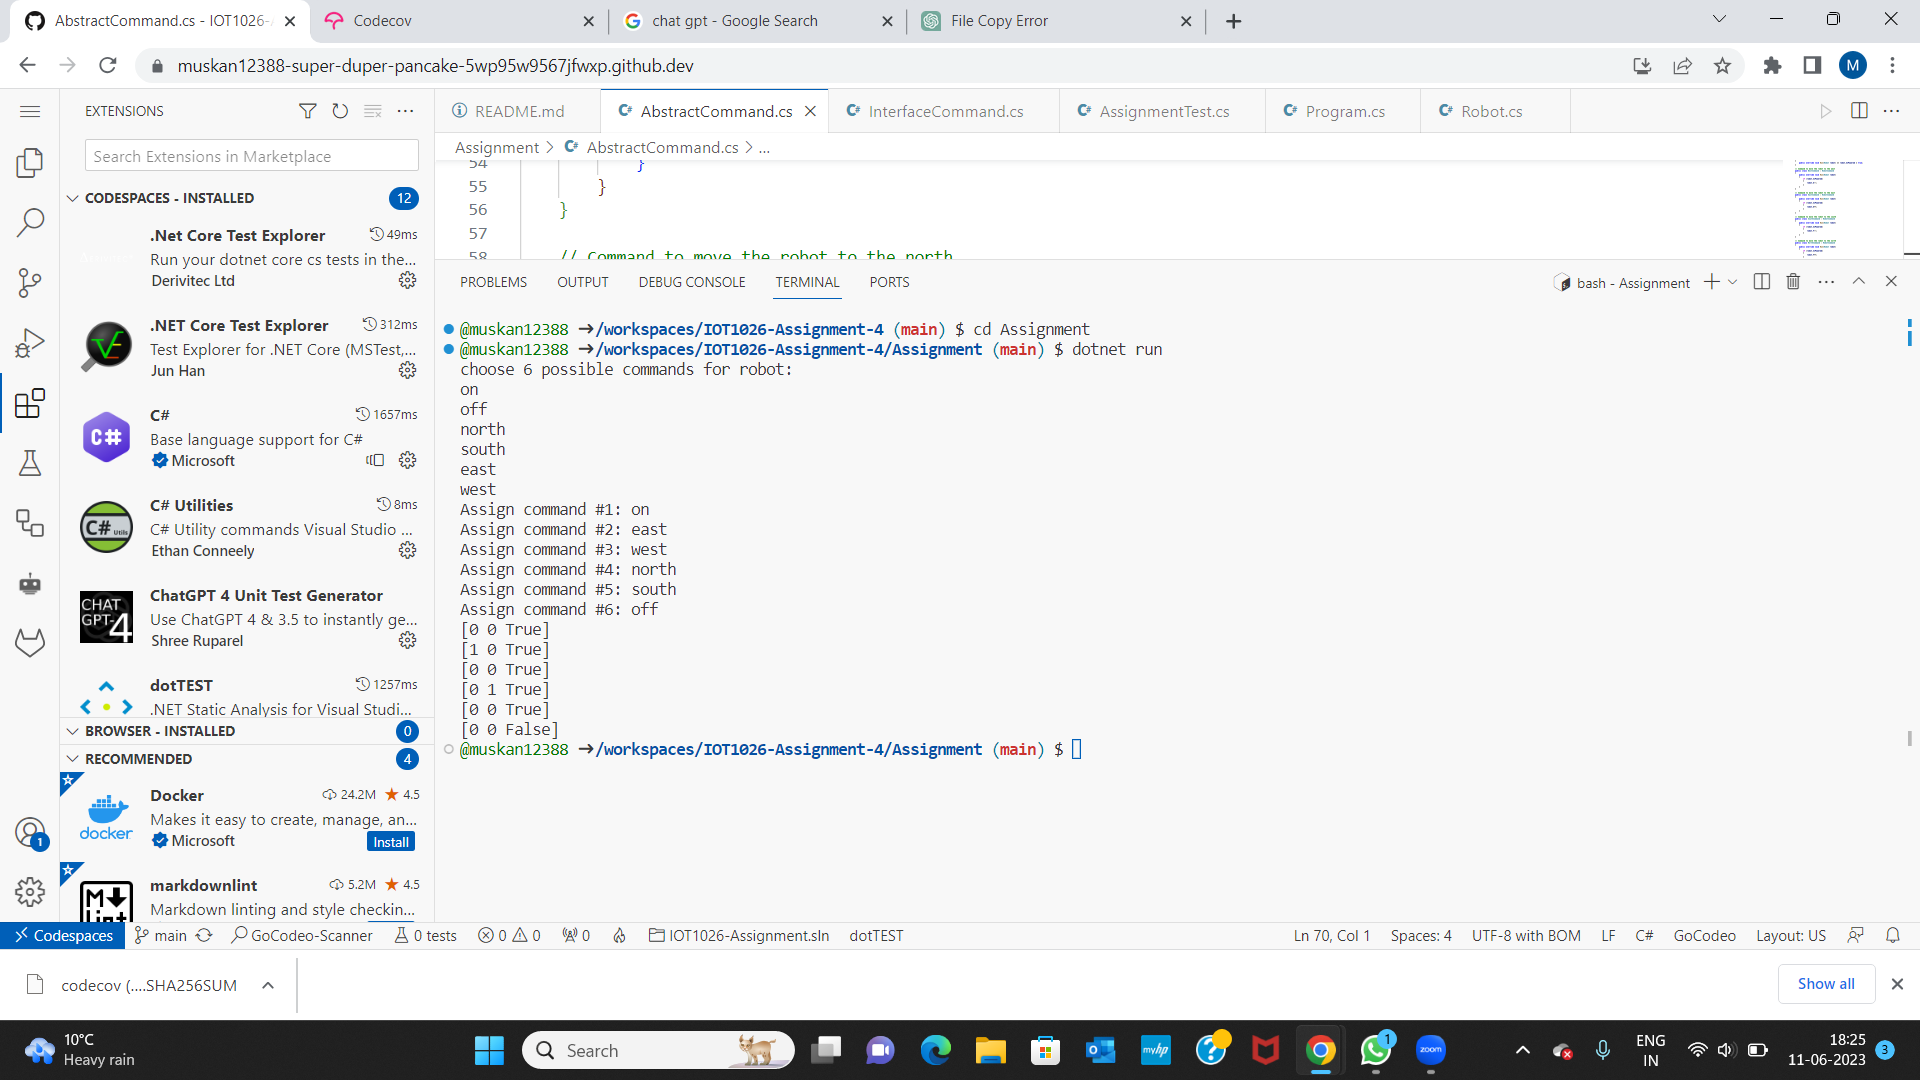 AbstractCommand.cs - IOT1026-
Codecov
chat gpt - Google Search
File Copy Error
muskan12388-super-duper-pancake-5wp95w9567jfwxp.github.dev
M
EXTENSIONS
Search Extensions in Marketplace
CODESPACES - INSTALLED
12
.Net Core Test Explorer
49ms
Run your dotnet core cs tests in the...
Derivitec Ltd
.NET Core Test Explorer
312ms
Test Explorer for .NET Core (MSTest,...
Jun Han
C#
1657ms
Base language support for C#
Microsoft
C# Utilities
8ms
C# Utility commands Visual Studio ...
Ethan Conneely
ChatGPT 4 Unit Test Generator
Use ChatGPT 4 & 3.5 to instantly ge...
Shree Ruparel
dotTEST
1257ms
.NET Static Analysis for Visual Studi...
BROWSER - INSTALLED
0
RECOMMENDED
4
Docker
24.2M
4.5
Makes it easy to create, manage, an...
Microsoft
Install
markdownlint
5.2M
4.5
Markdown linting and style checkin...
README.md
AbstractCommand.cs
InterfaceCommand.cs
AssignmentTest.cs
Program.cs
Robot.cs
Assignment > AbstractCommand.cs > ...
54 }
55 }
56 }
57
58 // Command to move the robot to the north
PROBLEMS
OUTPUT
DEBUG CONSOLE
TERMINAL
PORTS
bash - Assignment
@muskan12388 ➜/workspaces/IOT1026-Assignment-4 (main) $ cd Assignment
@muskan12388 ➜/workspaces/IOT1026-Assignment-4/Assignment (main) $ dotnet run
choose 6 possible commands for robot:
on
off
north
south
east
west
Assign command #1: on
Assign command #2: east
Assign command #3: west
Assign command #4: north
Assign command #5: south
Assign command #6: off
[0 0 True]
[1 0 True]
[0 0 True]
[0 1 True]
[0 0 True]
[0 0 False]
@muskan12388 ➜/workspaces/IOT1026-Assignment-4/Assignment (main) $
1
Codespaces
main
GoCodeo-Scanner
0 tests
0
0
0
IOT1026-Assignment.sln
dotTEST
Ln 70, Col 1
Spaces: 4
UTF-8 with BOM
LF
C#
GoCodeo
Layout: US
codecov (....SHA256SUM
Show all
10°C
Heavy rain
Search
myhp
1
zoom
ENG
IN
18:25
11-06-2023
3